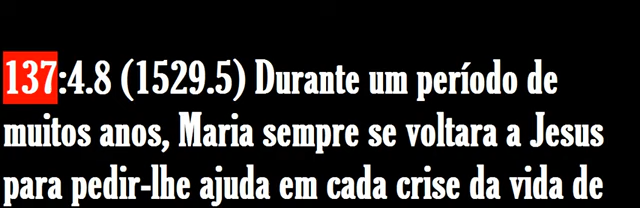 137:4.8 (1529.5) Durante um período de
muitos anos, Maria sempre se voltara a Jesus
para pedir-lhe ajuda em cada crise da vida de